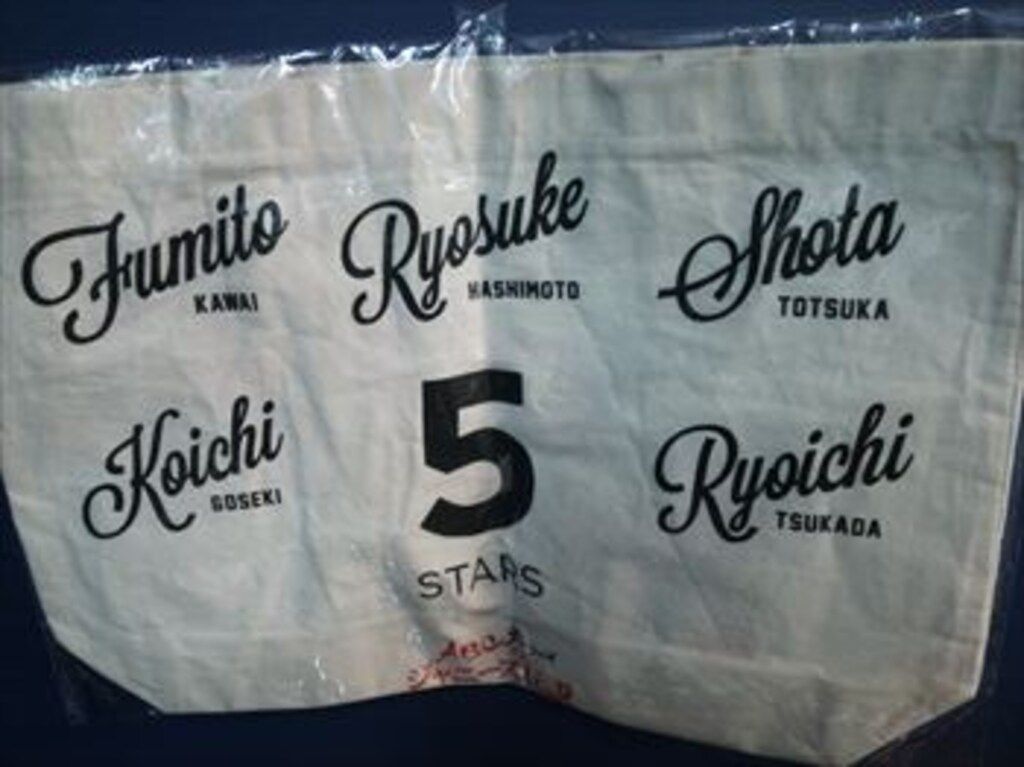 Fumito
KAWAI
Ryosuke
HASHIMOTO
Shota
TOTSUKA
Koichi
GOSEKI
5
STARS
Ryoichi
TSUKADA